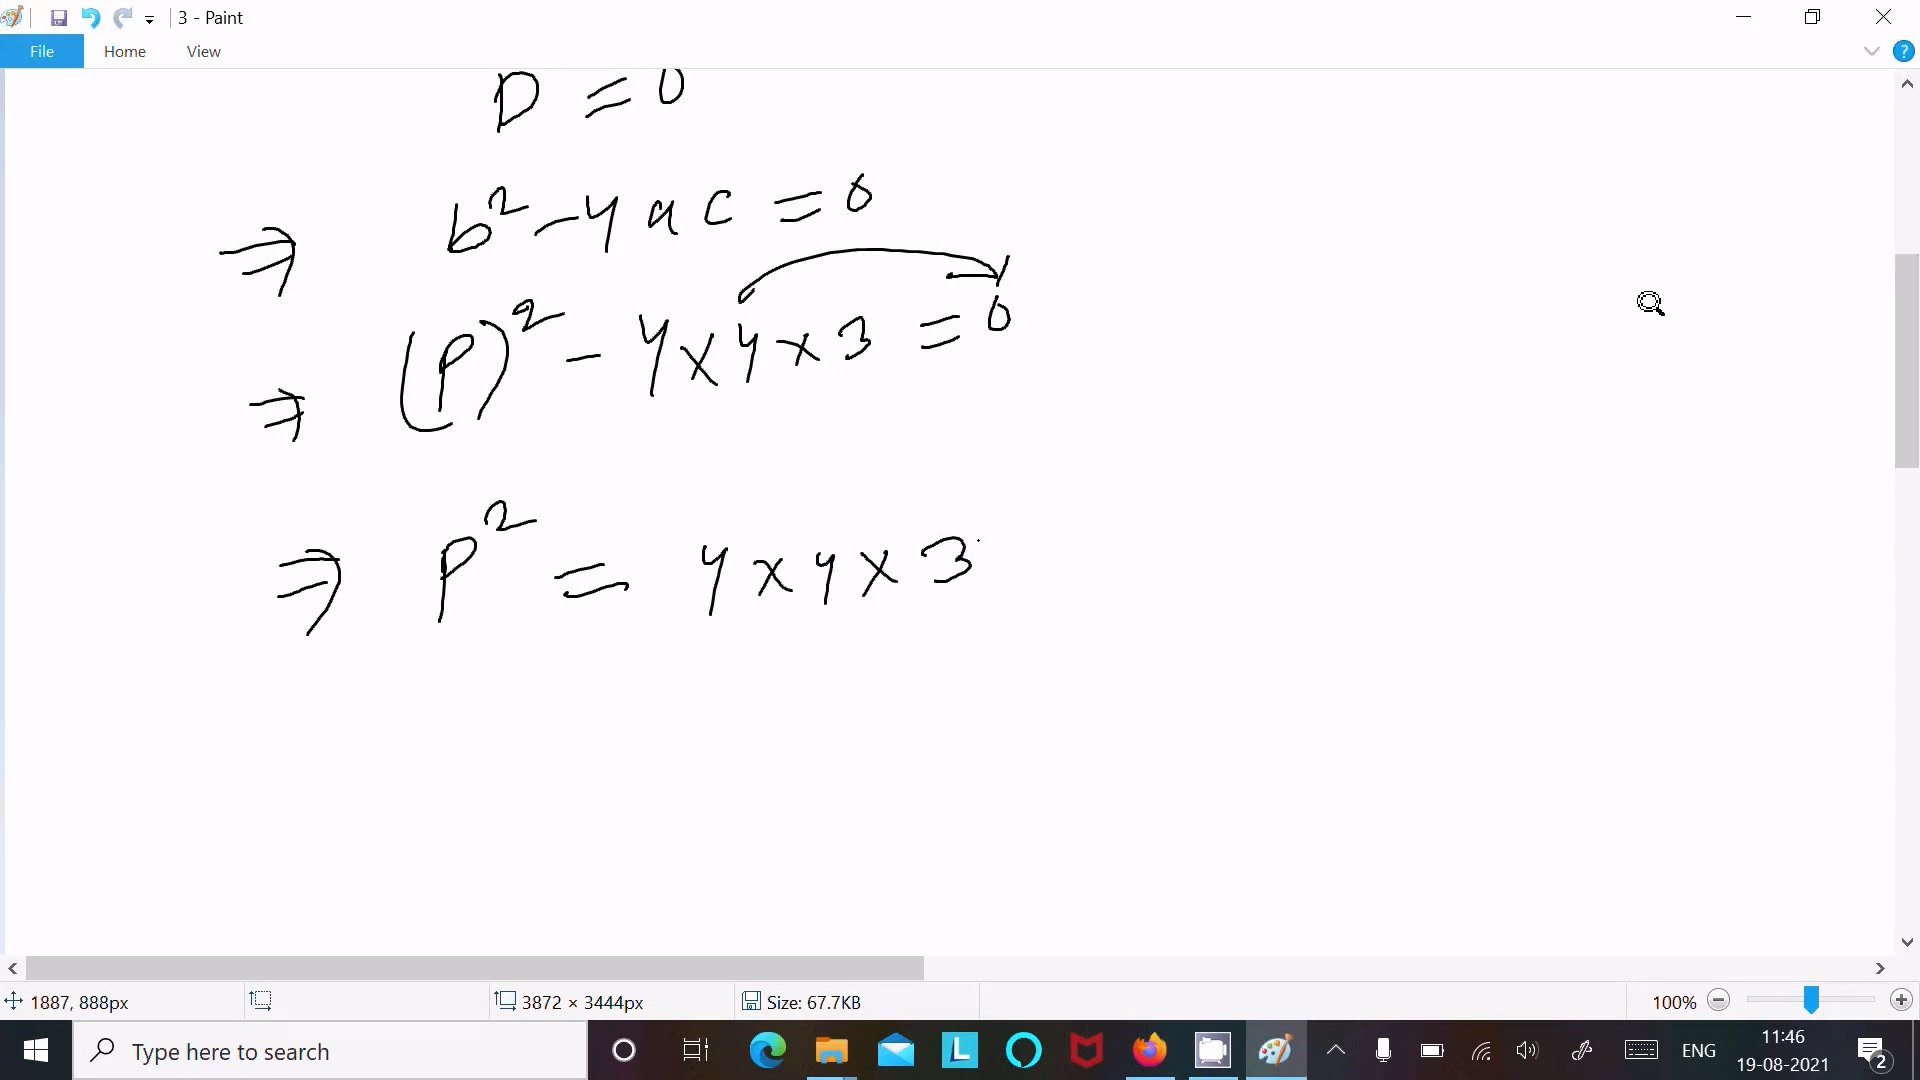 3 - Paint
File Home View
D = 0
⇒ b² - 4ac = 0
⇒ (P)² - 4×4×3 = 0
⇒ P² = 4×4×3
1887, 888px 3872 × 3444px Size: 67.7KB 100%
Type here to search ENG 11:46
19-08-2021 2